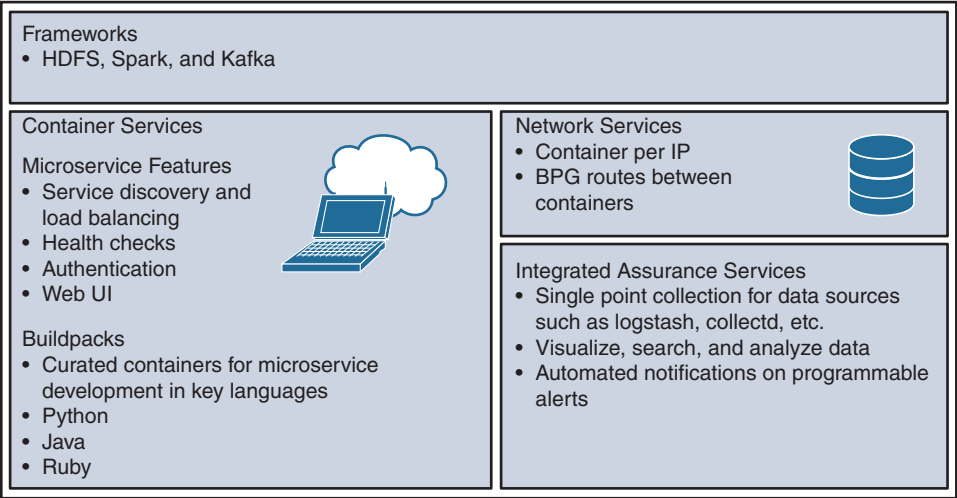 Frameworks
• HDFS, Spark, and Kafka
Container Services
Microservice Features
• Service discovery and
load balancing
• Health checks
• Authentication
• Web UI
Buildpacks
• Curated containers for microservice
development in key languages
• Python
• Java
• Ruby
Network Services
• Container per IP
• BPG routes between
containers
Integrated Assurance Services
• Single point collection for data sources
such as logstash, collectd, etc.
• Visualize, search, and analyze data
• Automated notifications on programmable
alerts